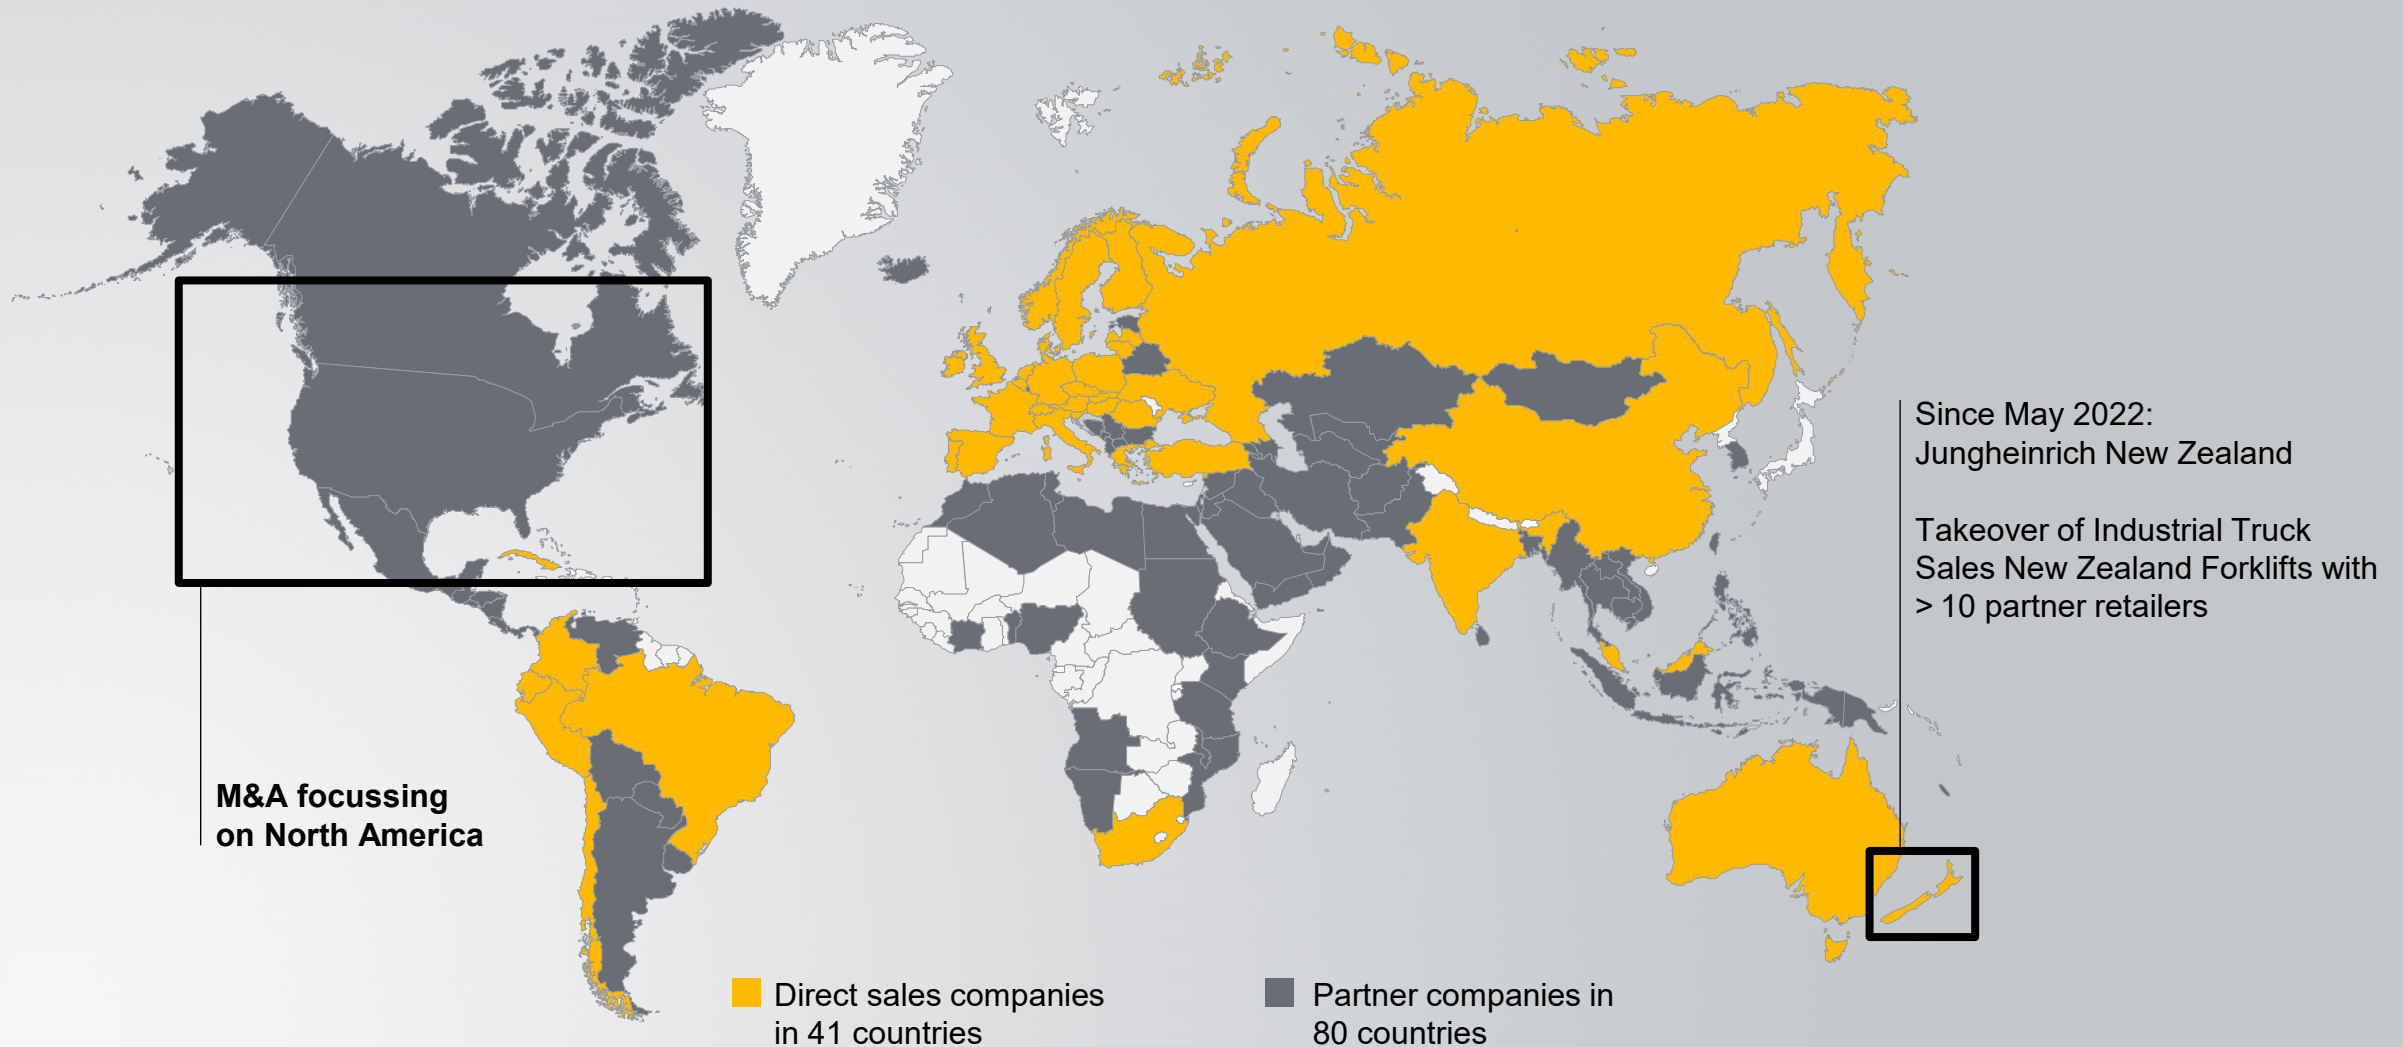 Since May 2022:
Jungheinrich New Zealand
Takeover of Industrial Truck
Sales New Zealand Forklifts with
> 10 partner retailers
M&A focussing
on North America
Direct sales companies
in 41 countries
Partner companies in
80 countries